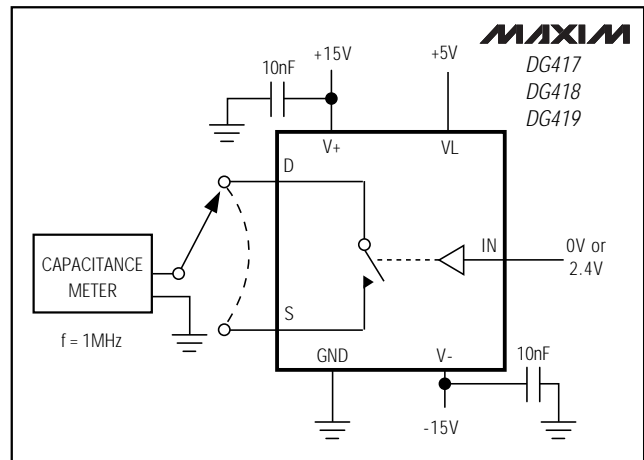 MAXIM
DG417
DG418
DG419
+15V
+5V
10nF
V+
VL
D
IN
0V or
2.4V
CAPACITANCE
METER
f = 1MHz
S
GND
V-
10nF
-15V